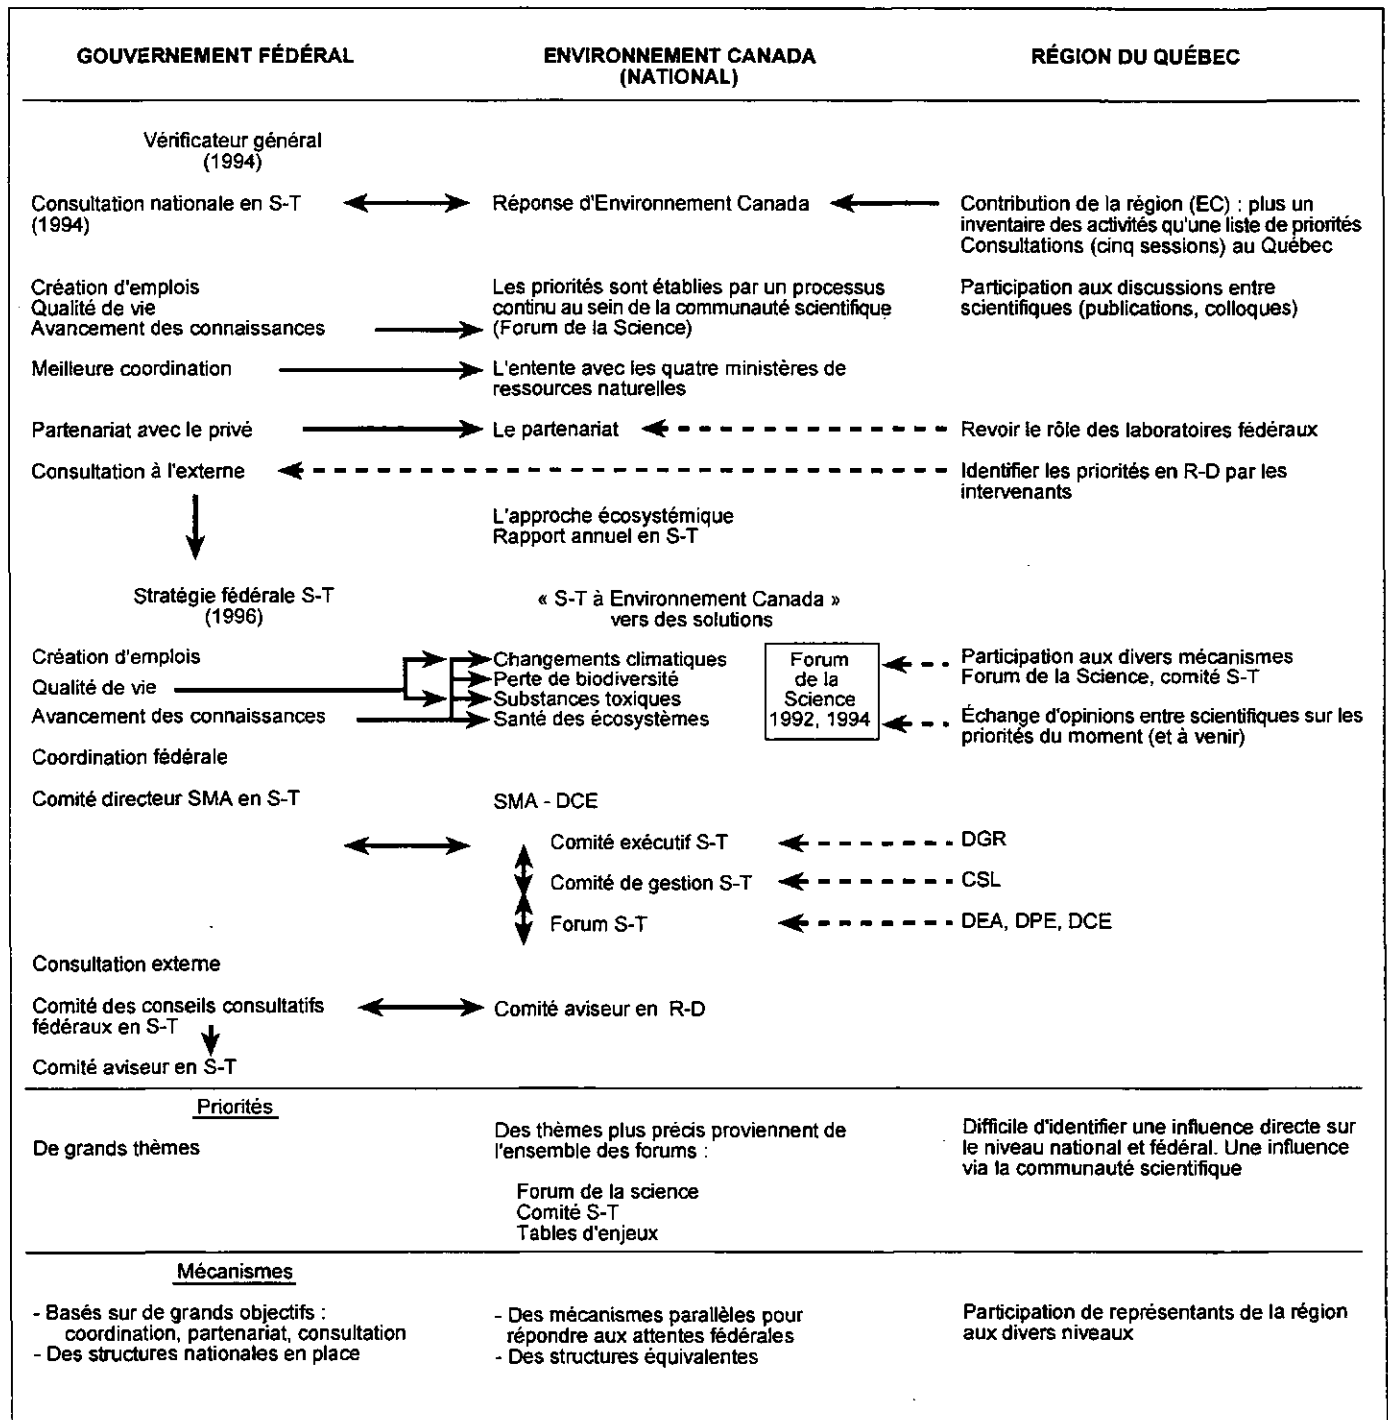 GOUVERNEMENT FÉDÉRAL
ENVIRONNEMENT CANADA
(NATIONAL)
RÉGION DU QUÉBEC
Vérificateur général
(1994)
Consultation nationale en S-T
(1994)
Réponse d'Environnement Canada
Contribution de la région (EC) : plus un
inventaire des activités qu'une liste de priorités
Consultations (cinq sessions) au Québec
Création d'emplois
Qualité de vie
Avancement des connaissances
Les priorités sont établies par un processus
continu au sein de la communauté scientifique
(Forum de la Science)
Participation aux discussions entre
scientifiques (publications, colloques)
Meilleure coordination
L'entente avec les quatre ministères de
ressources naturelles
Partenariat avec le privé
Le partenariat
Revoir le rôle des laboratoires fédéraux
Consultation à l'externe
Identifier les priorités en R-D par les
intervenants
L'approche écosystémique
Rapport annuel en S-T
Stratégie fédérale S-T
(1996)
« S-T à Environnement Canada »
vers des solutions
Création d'emplois
Qualité de vie
Avancement des connaissances
Changements climatiques
Perte de biodiversité
Substances toxiques
Santé des écosystèmes
Forum
de la
Science
1992, 1994
Participation aux divers mécanismes
Forum de la Science, comité S-T
Échange d'opinions entre scientifiques sur les
priorités du moment (et à venir)
Coordination fédérale
Comité directeur SMA en S-T
SMA - DCE
Comité exécutif S-T
DGR
Comité de gestion S-T
CSL
Forum S-T
DEA, DPE, DCE
Consultation externe
Comité des conseils consultatifs
fédéraux en S-T
Comité aviseur en R-D
Comité aviseur en S-T
Priorités
De grands thèmes
Des thèmes plus précis proviennent de
l'ensemble des forums :
Forum de la science
Comité S-T
Tables d'enjeux
Difficile d'identifier une influence directe sur
le niveau national et fédéral. Une influence
via la communauté scientifique
Mécanismes
- Basés sur de grands objectifs :
coordination, partenariat, consultation
- Des structures nationales en place
- Des mécanismes parallèles pour
répondre aux attentes fédérales
- Des structures équivalentes
Participation de représentants de la région
aux divers niveaux